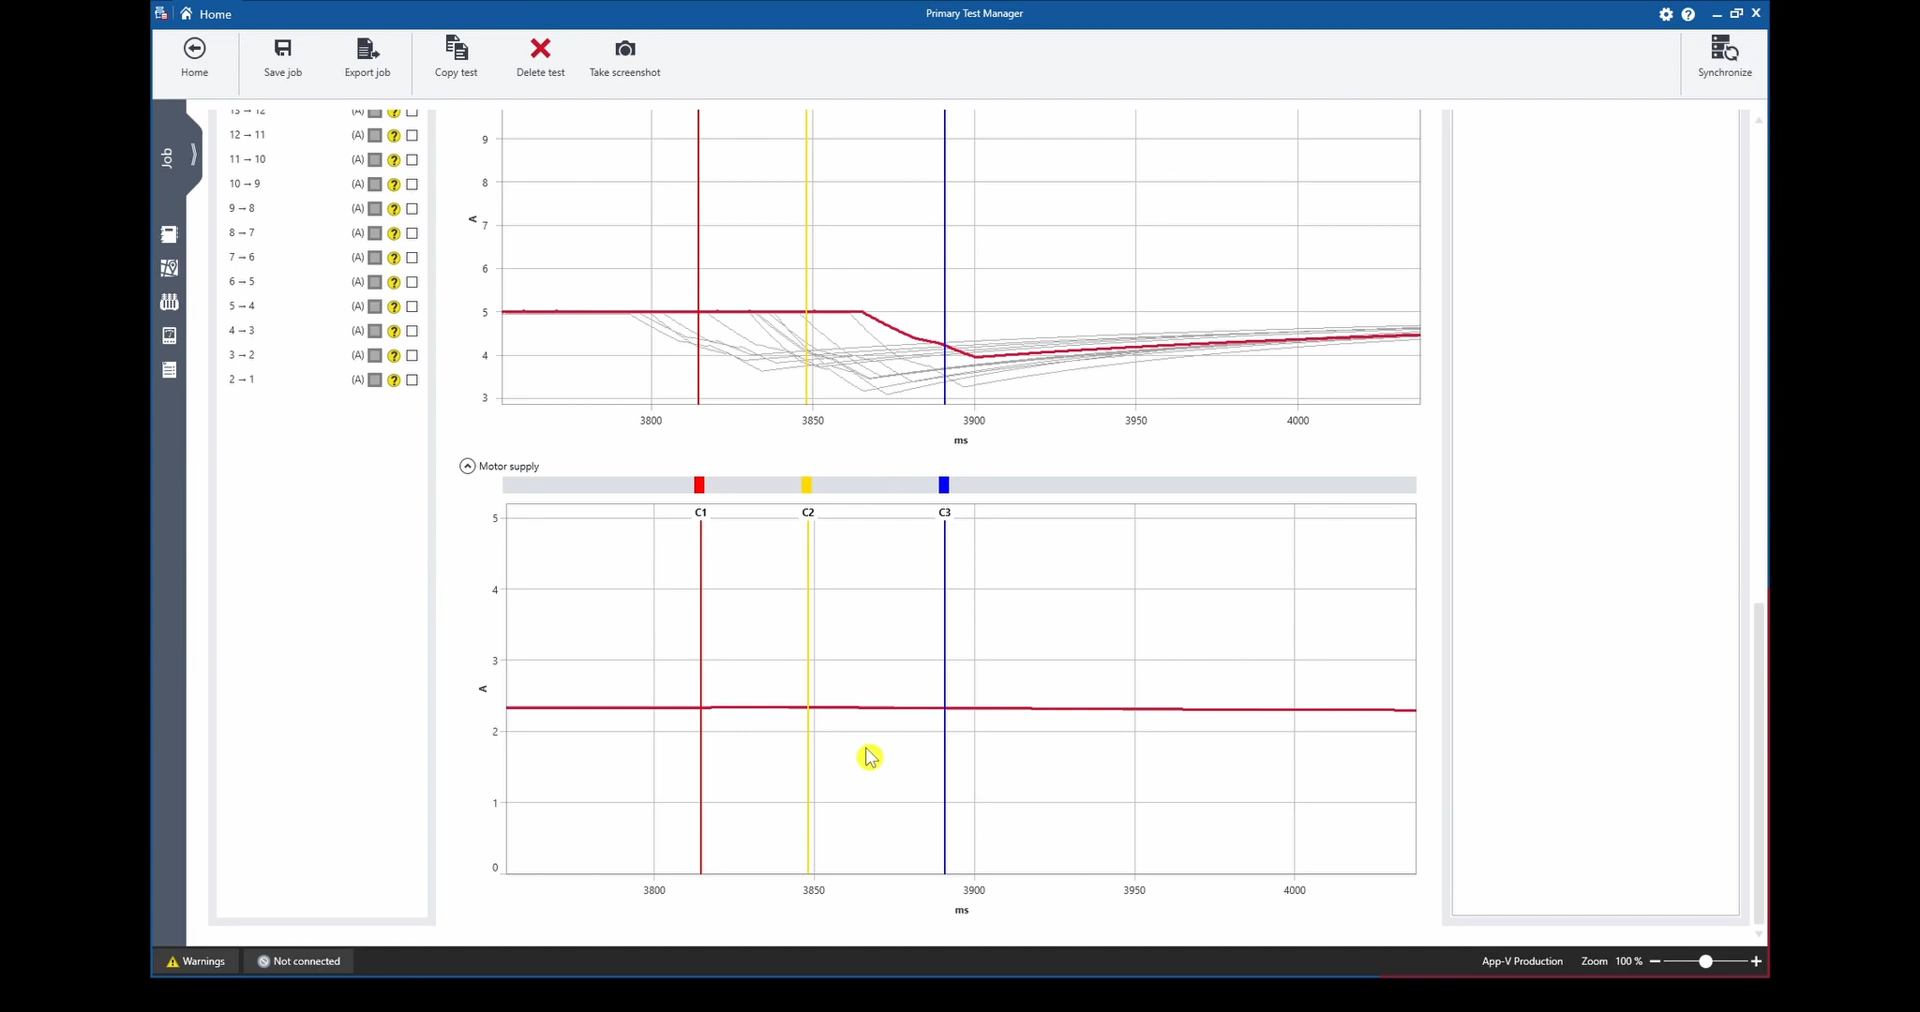 Home
Primary Test Manager
Home
Save job
Export job
Copy test
Delete test
Take screenshot
Synchronize
Job
13 → 12 (A) ?
12 → 11 (A) ?
11 → 10 (A) ?
10 → 9 (A) ?
9 → 8 (A) ?
8 → 7 (A) ?
7 → 6 (A) ?
6 → 5 (A) ?
5 → 4 (A) ?
4 → 3 (A) ?
3 → 2 (A) ?
2 → 1 (A) ?
9
8
7
6
5
4
3
A
3800 3850 3900 3950 4000
ms
Motor supply
C1 C2 C3
5
4
3
2
1
0
A
3800 3850 3900 3950 4000
ms
Warnings
Not connected
App-V Production
Zoom 100 %